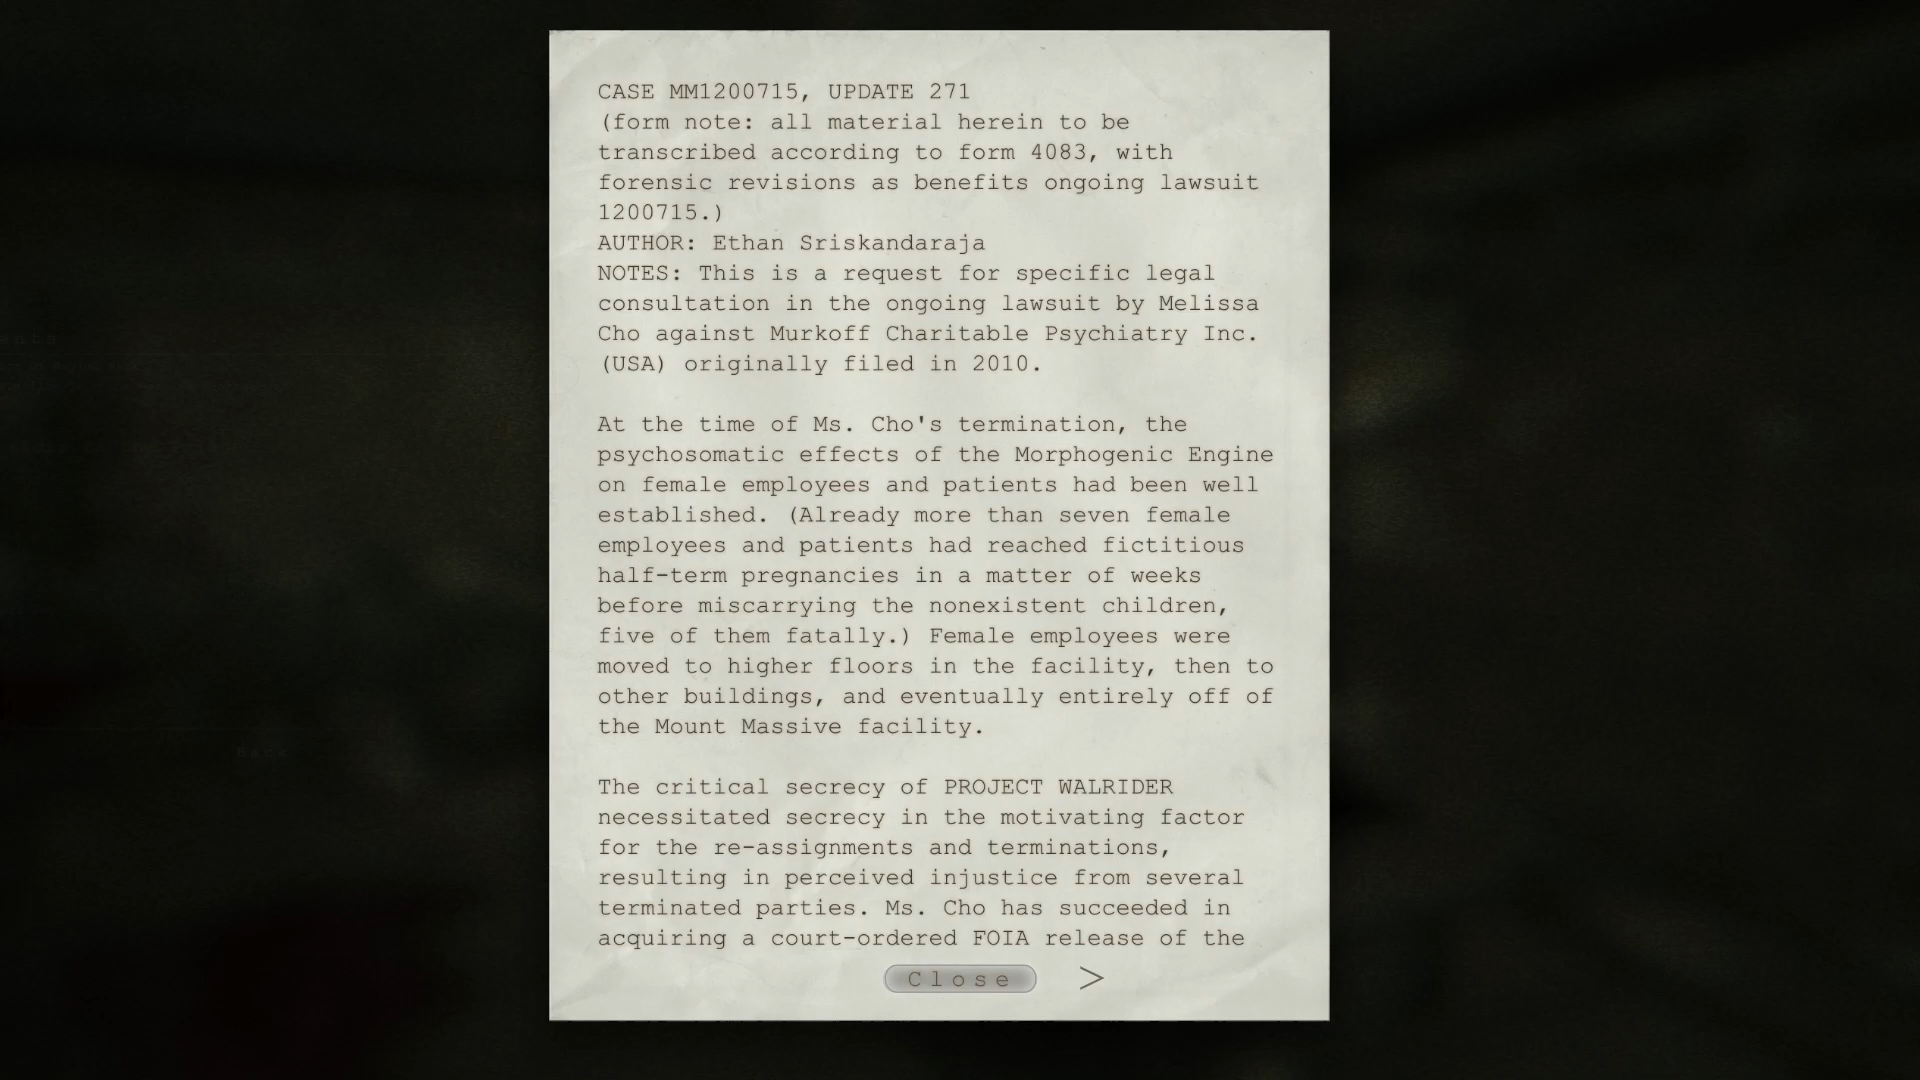 CASE MM1200715, UPDATE 271
(form note: all material herein to be
transcribed according to form 4083, with
forensic revisions as benefits ongoing lawsuit
1200715.)
AUTHOR: Ethan Sriskandaraja
NOTES: This is a request for specific legal
consultation in the ongoing lawsuit by Melissa
Cho against Murkoff Charitable Psychiatry Inc.
(USA) originally filed in 2010.
At the time of Ms. Cho's termination, the
psychosomatic effects of the Morphogenic Engine
on female employees and patients had been well
established. (Already more than seven female
employees and patients had reached fictitious
half-term pregnancies in a matter of weeks
before miscarrying the nonexistent children,
five of them fatally.) Female employees were
moved to higher floors in the facility, then to
other buildings, and eventually entirely off of
the Mount Massive facility.
The critical secrecy of PROJECT WALRIDER
necessitated secrecy in the motivating factor
for the re-assignments and terminations,
resulting in perceived injustice from several
terminated parties. Ms. Cho has succeeded in
acquiring a court-ordered FOIA release of the
Close >
Back